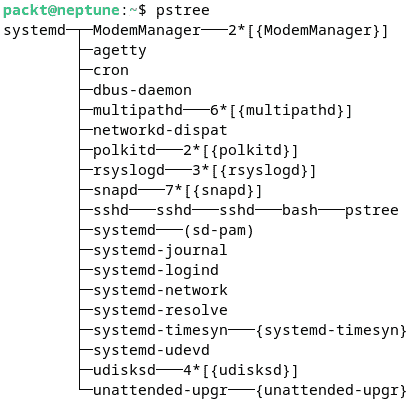 packt@neptune:~$ pstree
systemd─┬─ModemManager───2*[{ModemManager}]
        ├─agetty
        ├─cron
        ├─dbus-daemon
        ├─multipathd───6*[{multipathd}]
        ├─networkd-dispat
        ├─polkitd───2*[{polkitd}]
        ├─rsyslogd───3*[{rsyslogd}]
        ├─snapd───7*[{snapd}]
        ├─sshd───sshd───sshd───bash───pstree
        ├─systemd───(sd-pam)
        ├─systemd-journal
        ├─systemd-logind
        ├─systemd-network
        ├─systemd-resolve
        ├─systemd-timesyn───{systemd-timesyn}
        ├─systemd-udevd
        ├─udisksd───4*[{udisksd}]
        └─unattended-upgr───{unattended-upgr}